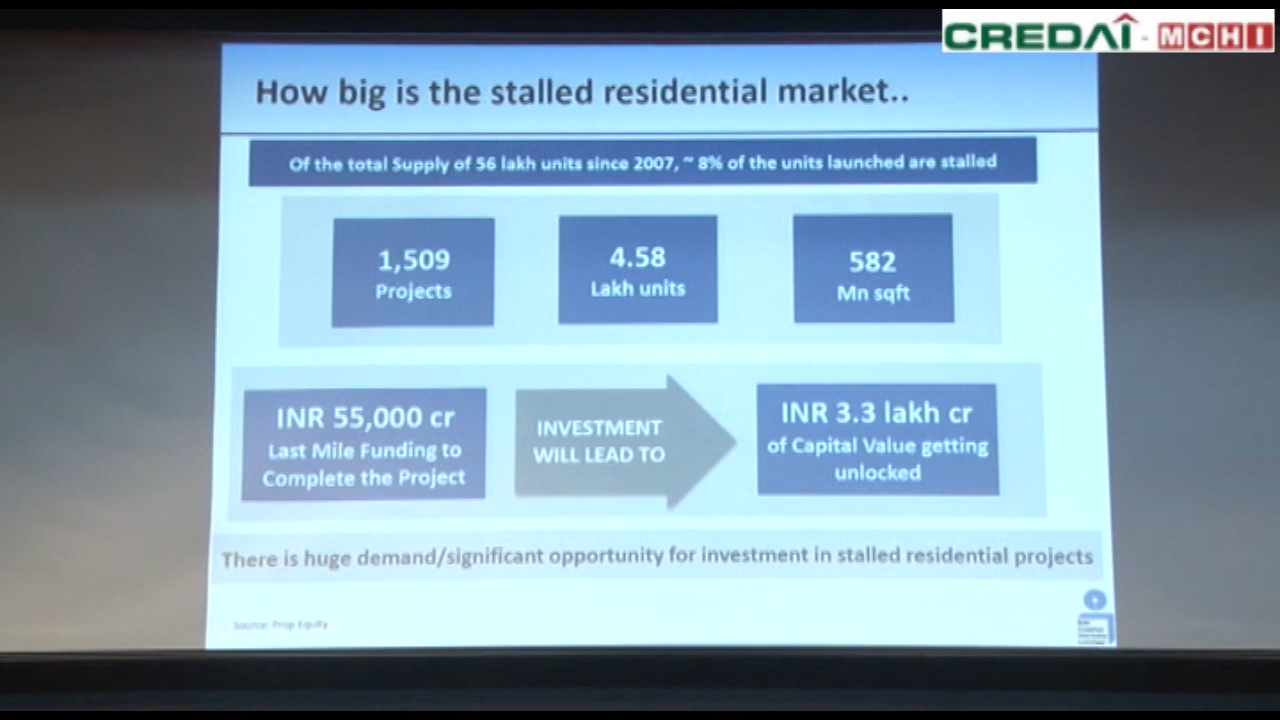 CREDAI - MCHI
How big is the stalled residential market..
Of the total Supply of 56 lakh units since 2007, ~ 8% of the units launched are stalled
1,509
Projects
4.58
Lakh units
582
Mn sqft
INR 55,000 cr
Last Mile Funding to
Complete the Project
INVESTMENT
WILL LEAD TO
INR 3.3 lakh cr
of Capital Value getting
unlocked
There is huge demand/significant opportunity for investment in stalled residential projects
Source: Prop Equity